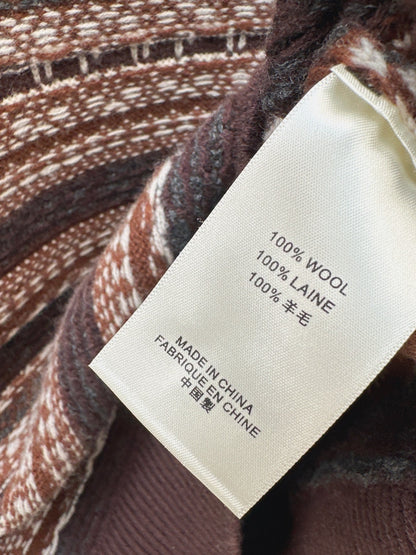 100% WOOL
100% LAINE
100% 羊毛
MADE IN CHINA
FABRIQUE EN CHINE
中国製